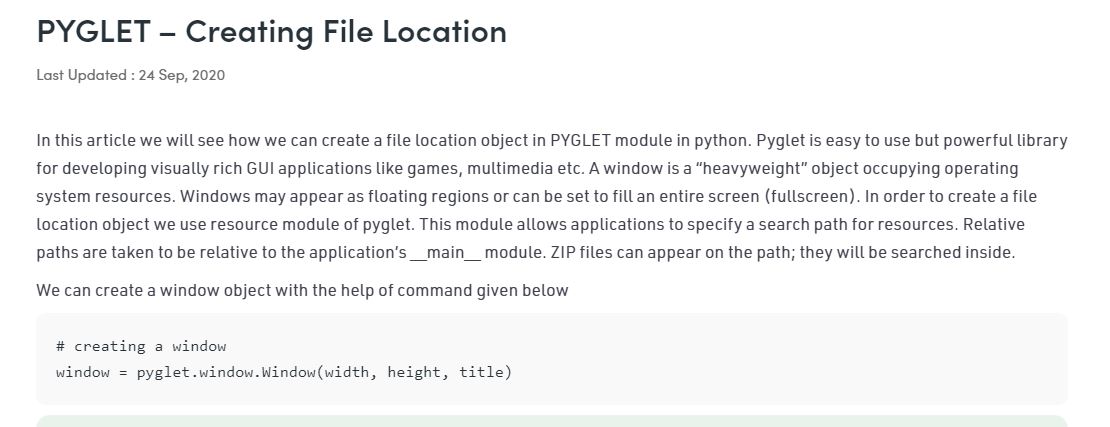 PYGLET – Creating File Location
Last Updated : 24 Sep, 2020
In this article we will see how we can create a file location object in PYGLET module in python. Pyglet is easy to use but powerful library
for developing visually rich GUI applications like games, multimedia etc. A window is a “heavyweight” object occupying operating
system resources. Windows may appear as floating regions or can be set to fill an entire screen (fullscreen). In order to create a file
location object we use resource module of pyglet. This module allows applications to specify a search path for resources. Relative
paths are taken to be relative to the application’s __main__ module. ZIP files can appear on the path; they will be searched inside.
We can create a window object with the help of command given below
# creating a window
window = pyglet.window.Window(width, height, title)